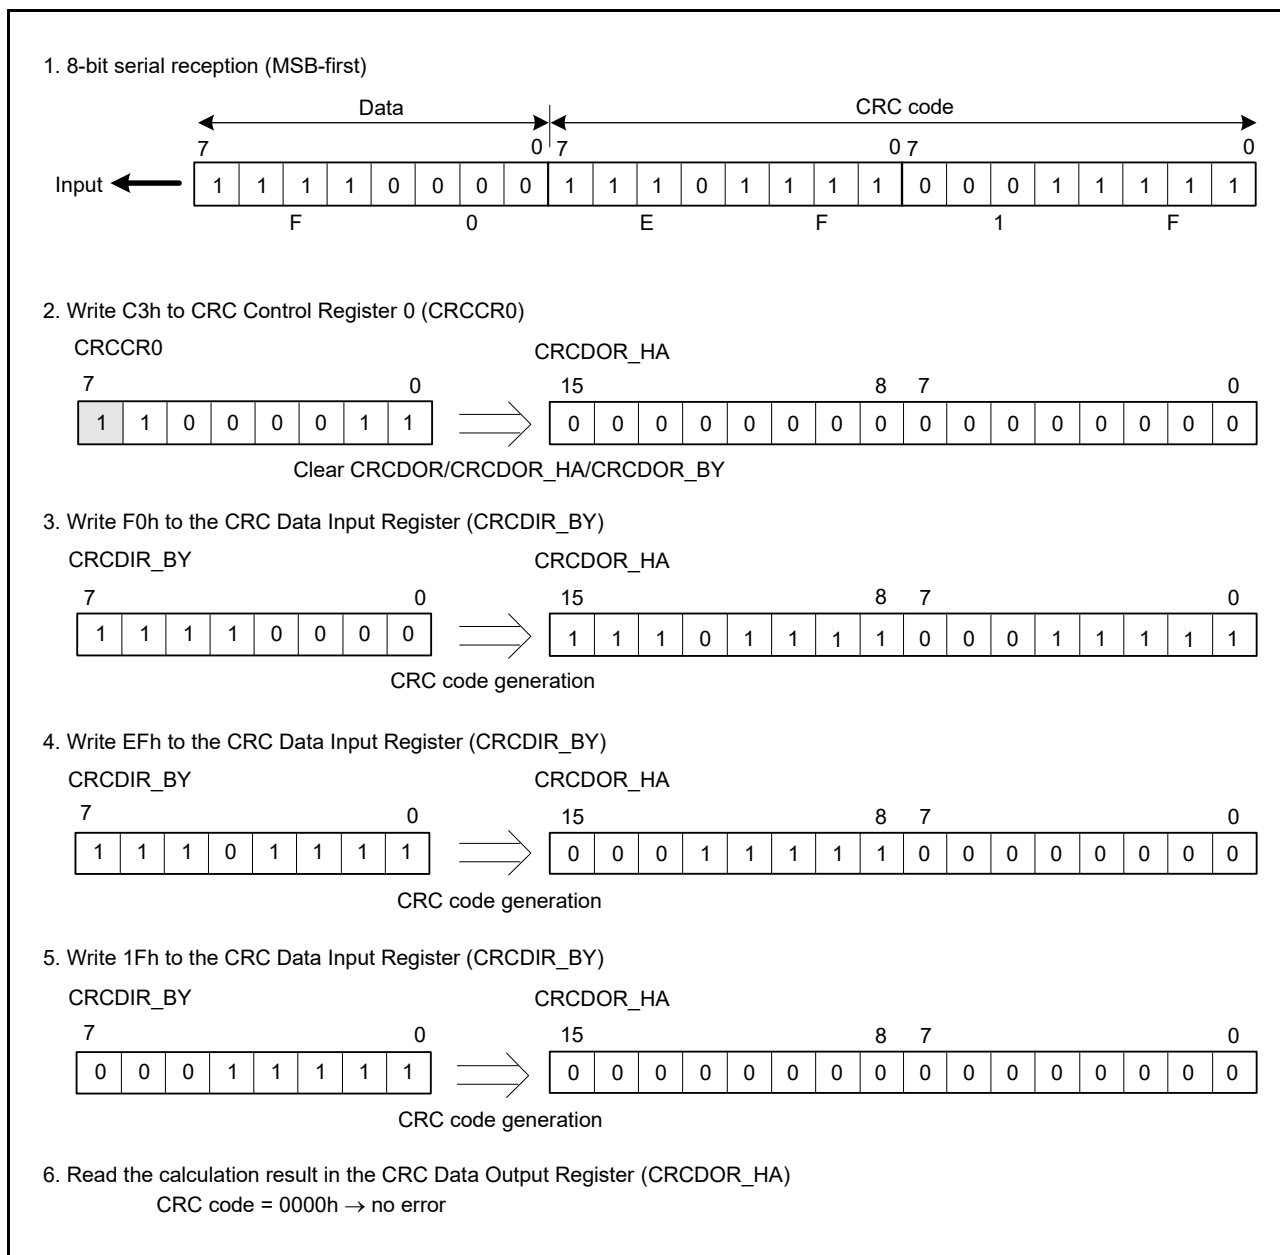 1. 8-bit serial reception (MSB-first)
Data CRC code
7 0 7 0 7 0
Input 1 1 1 1 0 0 0 0 1 1 1 0 1 1 1 1 0 0 0 1 1 1 1 1
F 0 E F 1 F
2. Write C3h to CRC Control Register 0 (CRCCR0)
CRCCR0 CRCDOR_HA
7 0 15 8 7 0
1 1 0 0 0 0 1 1 0 0 0 0 0 0 0 0 0 0 0 0 0 0 0 0
Clear CRCDOR/CRCDOR_HA/CRCDOR_BY
3. Write F0h to the CRC Data Input Register (CRCDIR_BY)
CRCDIR_BY CRCDOR_HA
7 0 15 8 7 0
1 1 1 1 0 0 0 0 1 1 1 0 1 1 1 1 0 0 0 1 1 1 1 1
CRC code generation
4. Write EFh to the CRC Data Input Register (CRCDIR_BY)
CRCDIR_BY CRCDOR_HA
7 0 15 8 7 0
1 1 1 0 1 1 1 1 0 0 0 1 1 1 1 1 0 0 0 0 0 0 0 0
CRC code generation
5. Write 1Fh to the CRC Data Input Register (CRCDIR_BY)
CRCDIR_BY CRCDOR_HA
7 0 15 8 7 0
0 0 0 1 1 1 1 1 0 0 0 0 0 0 0 0 0 0 0 0 0 0 0 0
CRC code generation
6. Read the calculation result in the CRC Data Output Register (CRCDOR_HA)
CRC code = 0000h → no error